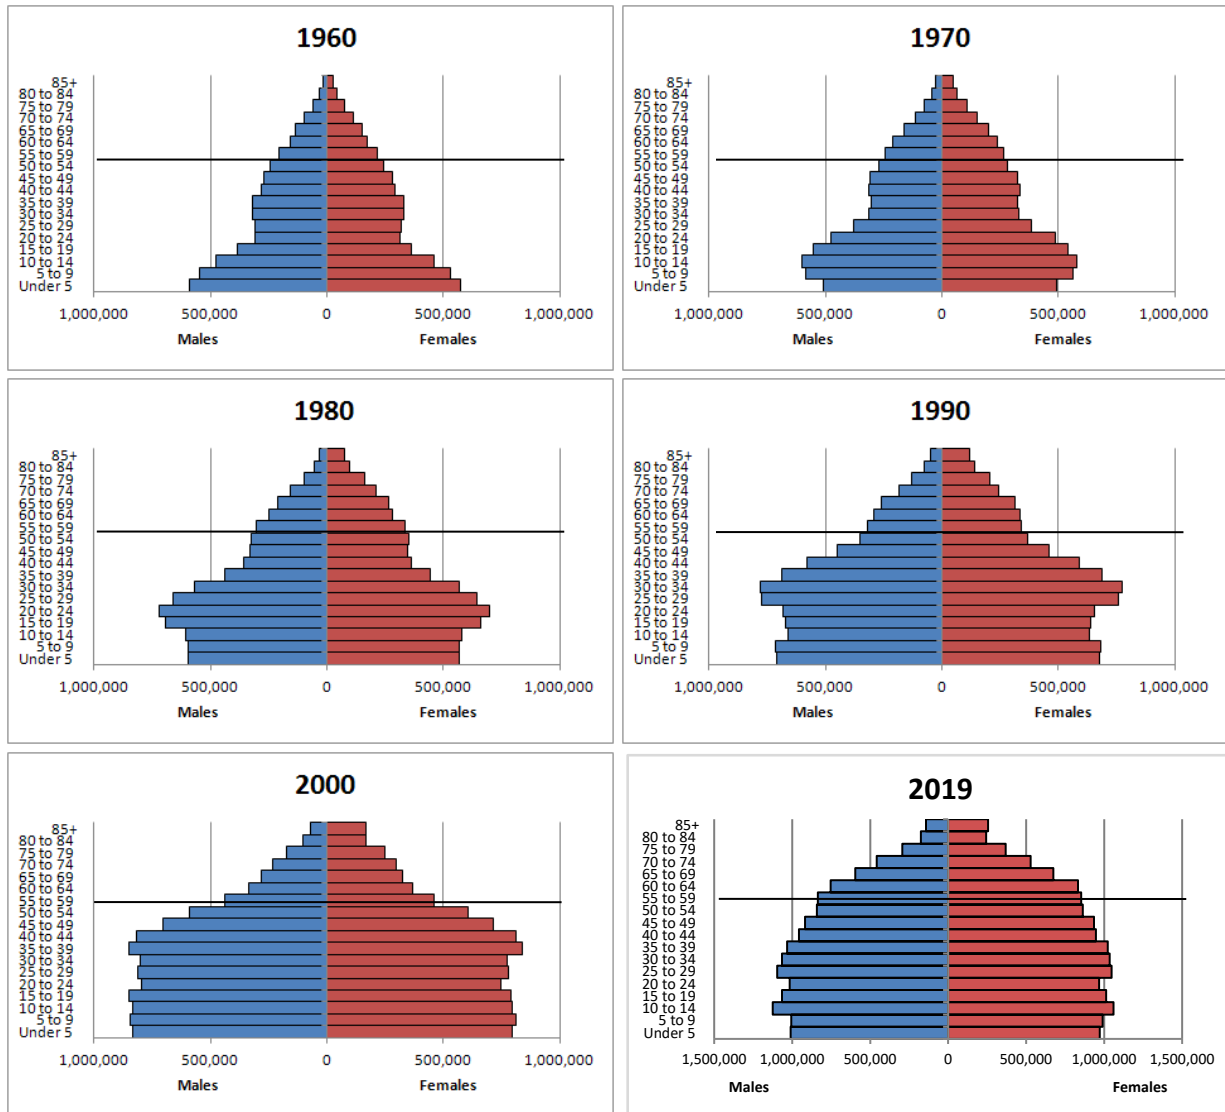 1960
85+
80 to 84
75 to 79
70 to 74
65 to 69
60 to 64
55 to 59
50 to 54
45 to 49
40 to 44
35 to 39
30 to 34
25 to 29
20 to 24
15 to 19
10 to 14
5 to 9
Under 5
1,000,000 500,000 0 500,000 1,000,000
Males Females
1970
85+
80 to 84
75 to 79
70 to 74
65 to 69
60 to 64
55 to 59
50 to 54
45 to 49
40 to 44
35 to 39
30 to 34
25 to 29
20 to 24
15 to 19
10 to 14
5 to 9
Under 5
1,000,000 500,000 0 500,000 1,000,000
Males Females
1980
85+
80 to 84
75 to 79
70 to 74
65 to 69
60 to 64
55 to 59
50 to 54
45 to 49
40 to 44
35 to 39
30 to 34
25 to 29
20 to 24
15 to 19
10 to 14
5 to 9
Under 5
1,000,000 500,000 0 500,000 1,000,000
Males Females
1990
85+
80 to 84
75 to 79
70 to 74
65 to 69
60 to 64
55 to 59
50 to 54
45 to 49
40 to 44
35 to 39
30 to 34
25 to 29
20 to 24
15 to 19
10 to 14
5 to 9
Under 5
1,000,000 500,000 0 500,000 1,000,000
Males Females
2000
85+
80 to 84
75 to 79
70 to 74
65 to 69
60 to 64
55 to 59
50 to 54
45 to 49
40 to 44
35 to 39
30 to 34
25 to 29
20 to 24
15 to 19
10 to 14
5 to 9
Under 5
1,000,000 500,000 0 500,000 1,000,000
Males Females
2019
85+
80 to 84
75 to 79
70 to 74
65 to 69
60 to 64
55 to 59
50 to 54
45 to 49
40 to 44
35 to 39
30 to 34
25 to 29
20 to 24
15 to 19
10 to 14
5 to 9
Under 5
1,500,000 1,000,000 500,000 0 500,000 1,000,000 1,500,000
Males Females